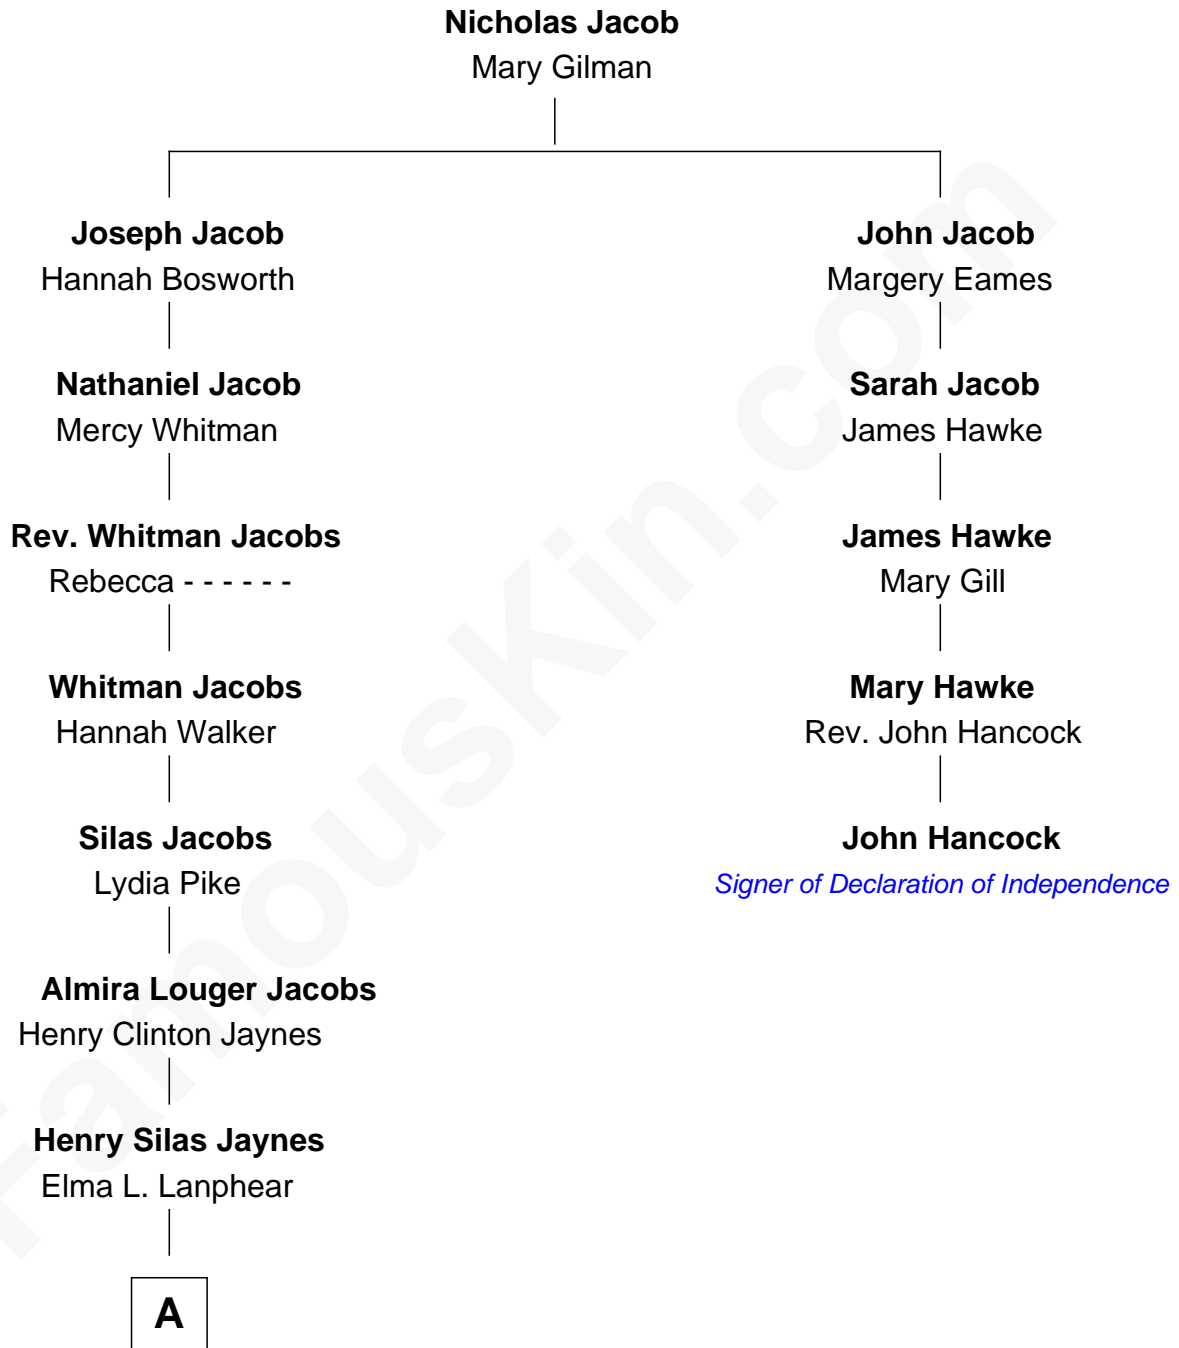 Nicholas Jacob
Mary Gilman
Joseph Jacob
Hannah Bosworth
John Jacob
Margery Eames
Nathaniel Jacob
Mercy Whitman
Sarah Jacob
James Hawke
Rev. Whitman Jacobs
Rebecca - - - - - -
James Hawke
Mary Gill
Whitman Jacobs
Hannah Walker
Mary Hawke
Rev. John Hancock
Silas Jacobs
Lydia Pike
John Hancock
Signer of Declaration of Independence
Almira Louger Jacobs
Henry Clinton Jaynes
Henry Silas Jaynes
Elma L. Lanphear
A
FamousKin.com